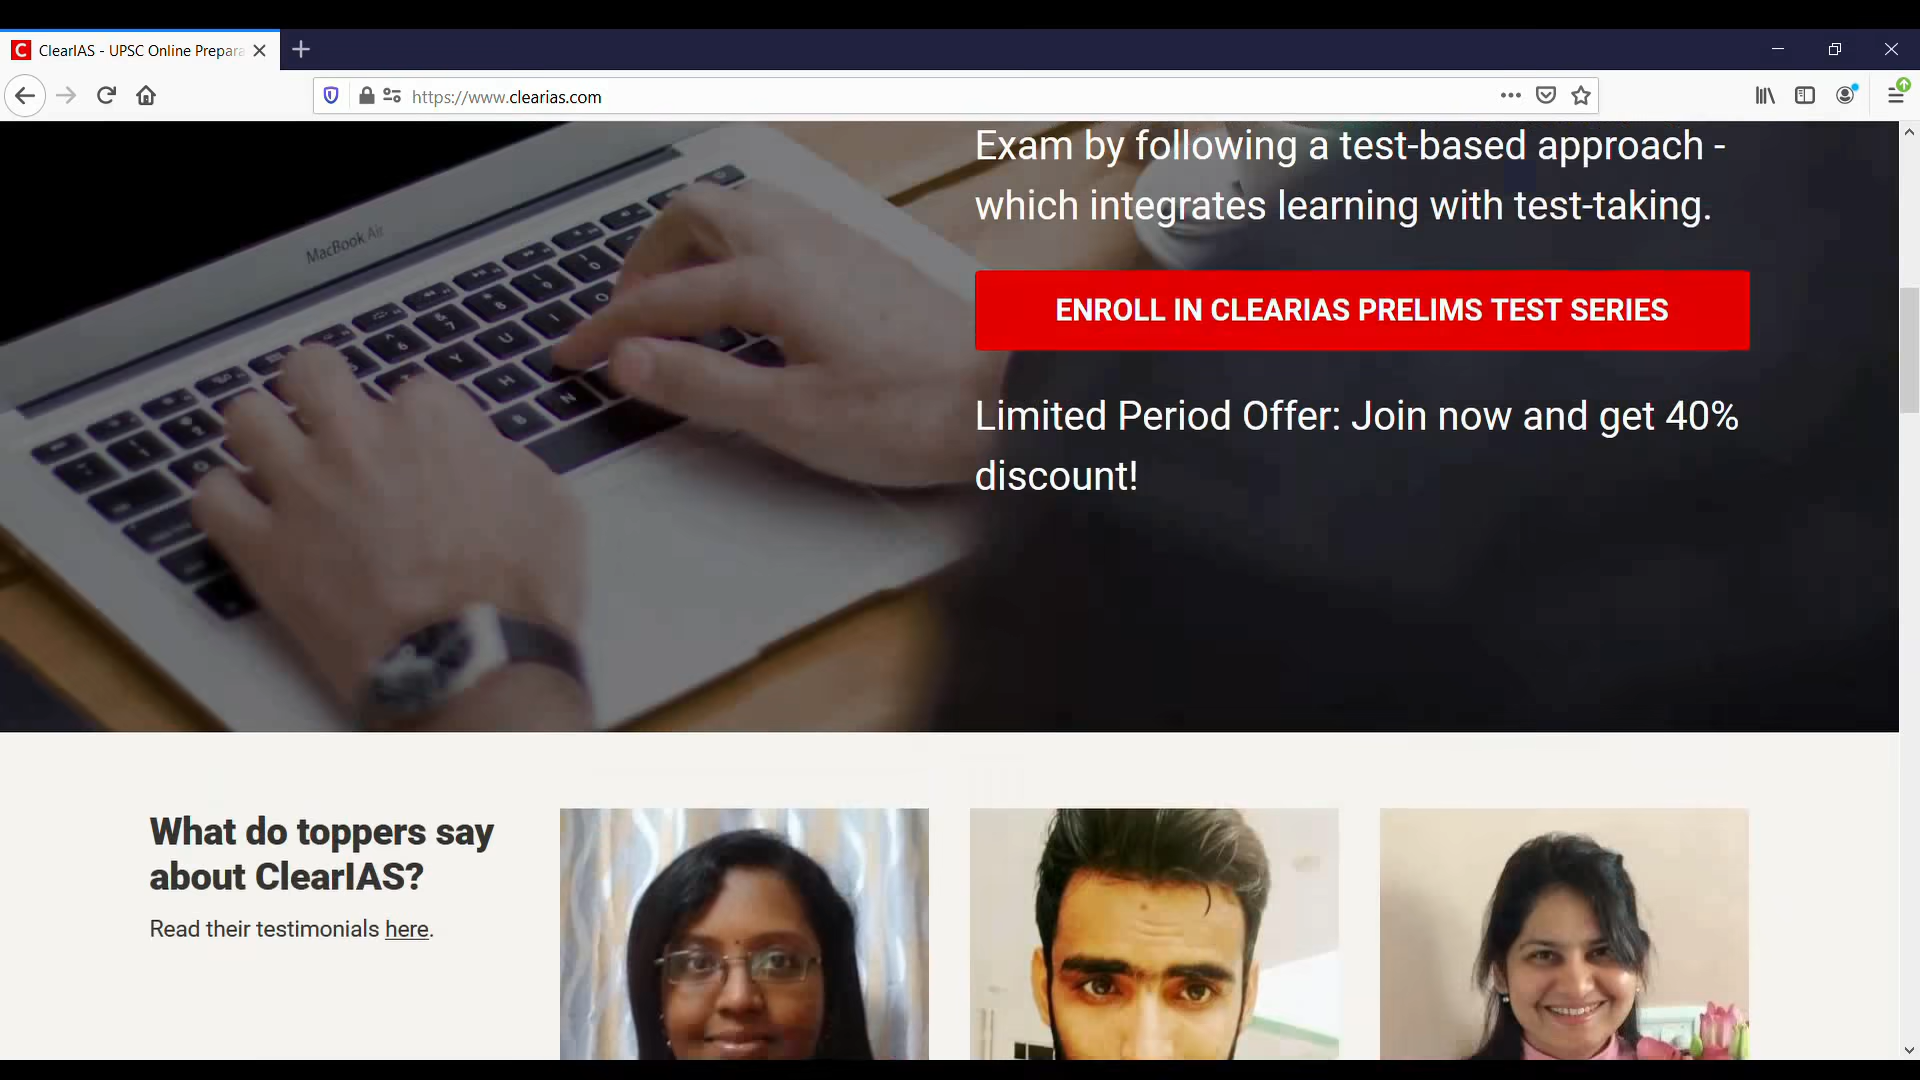 ClearIAS - UPSC Online Prepara
https://www.clearias.com
MacBook Air
Exam by following a test-based approach -
which integrates learning with test-taking.
ENROLL IN CLEARIAS PRELIMS TEST SERIES
Limited Period Offer: Join now and get 40%
discount!
What do toppers say
about ClearIAS?
Read their testimonials here.